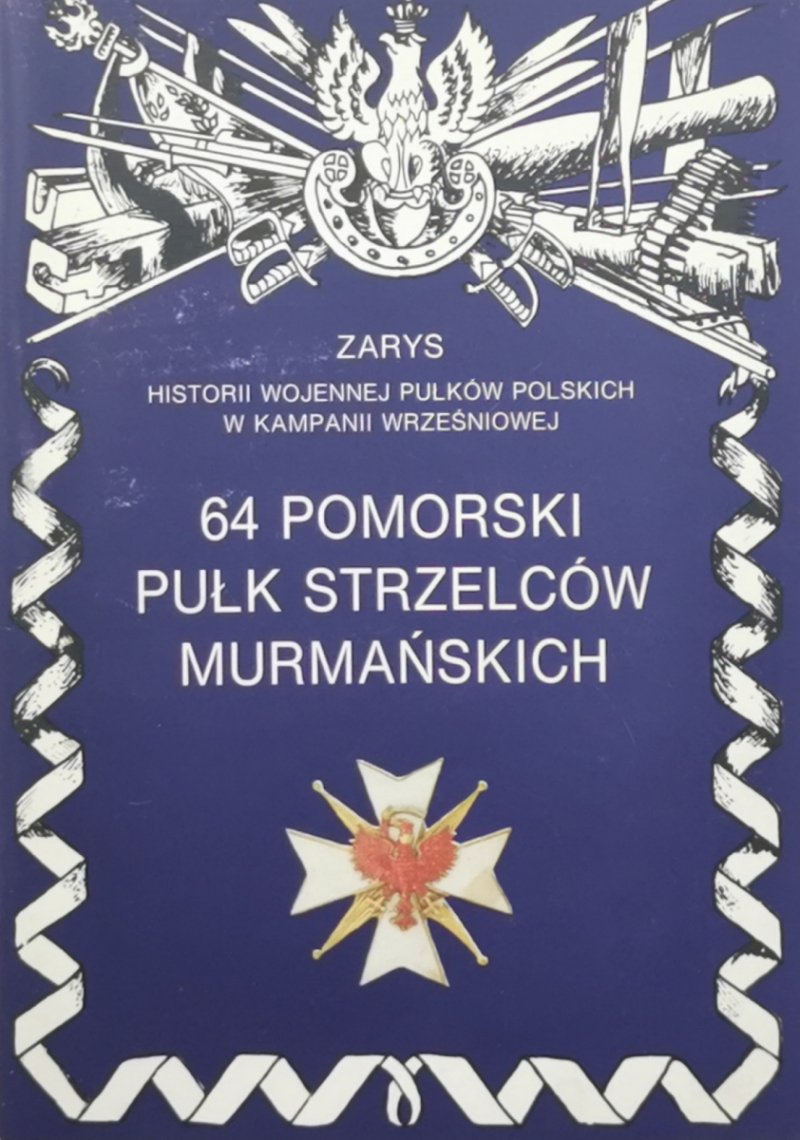 ZARYS
HISTORII WOJENNEJ PUŁKÓW POLSKICH
W KAMPANII WRZEŚNIOWEJ
64 POMORSKI
PUŁK STRZELCÓW
MURMAŃSKICH